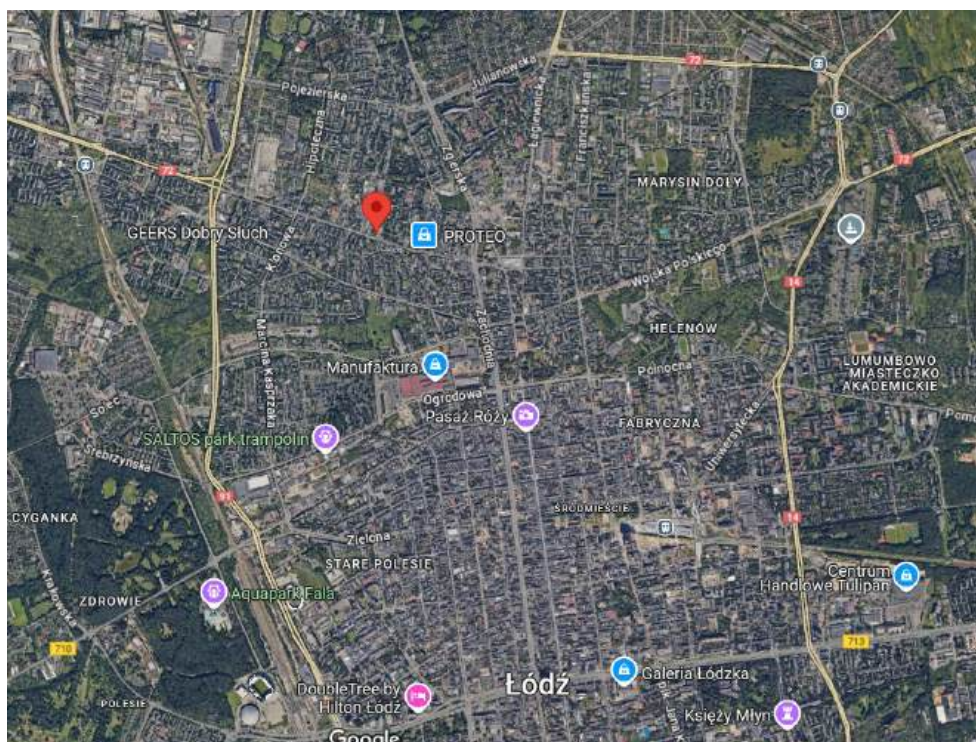 72
Julianowska
Pojezierska
Hipoteczna
Zgierska
Łagiewnicka
Franciszkańska
72
72
MARYSIN DOŁY
GEERS Dobry Słuch
Klonowa
PROTEO
Wojska Polskiego
14
Zachodnia
Marcina Kasprzaka
HELENÓW
Manufaktura
Północna
LUMUMBOWO
MIASTECZKO
AKADEMICKIE
Ogrodowa
Pasaż Róży
FABRYCZNA
Uniwersytecka
Pom
SALTOS park trampolin
Srebrzyńska
91
ŚRÓDMIEŚCIE
14
CYGANKA
Zielona
STARE POLESIE
Centrum
Handlowe Tulipan
Krakowska
ZDROWIE
Aquapark Fala
710
713
Łódź
Galeria Łódzka
DoubleTree by
Hilton Łódź
POLESIE
Księży Młyn
Google